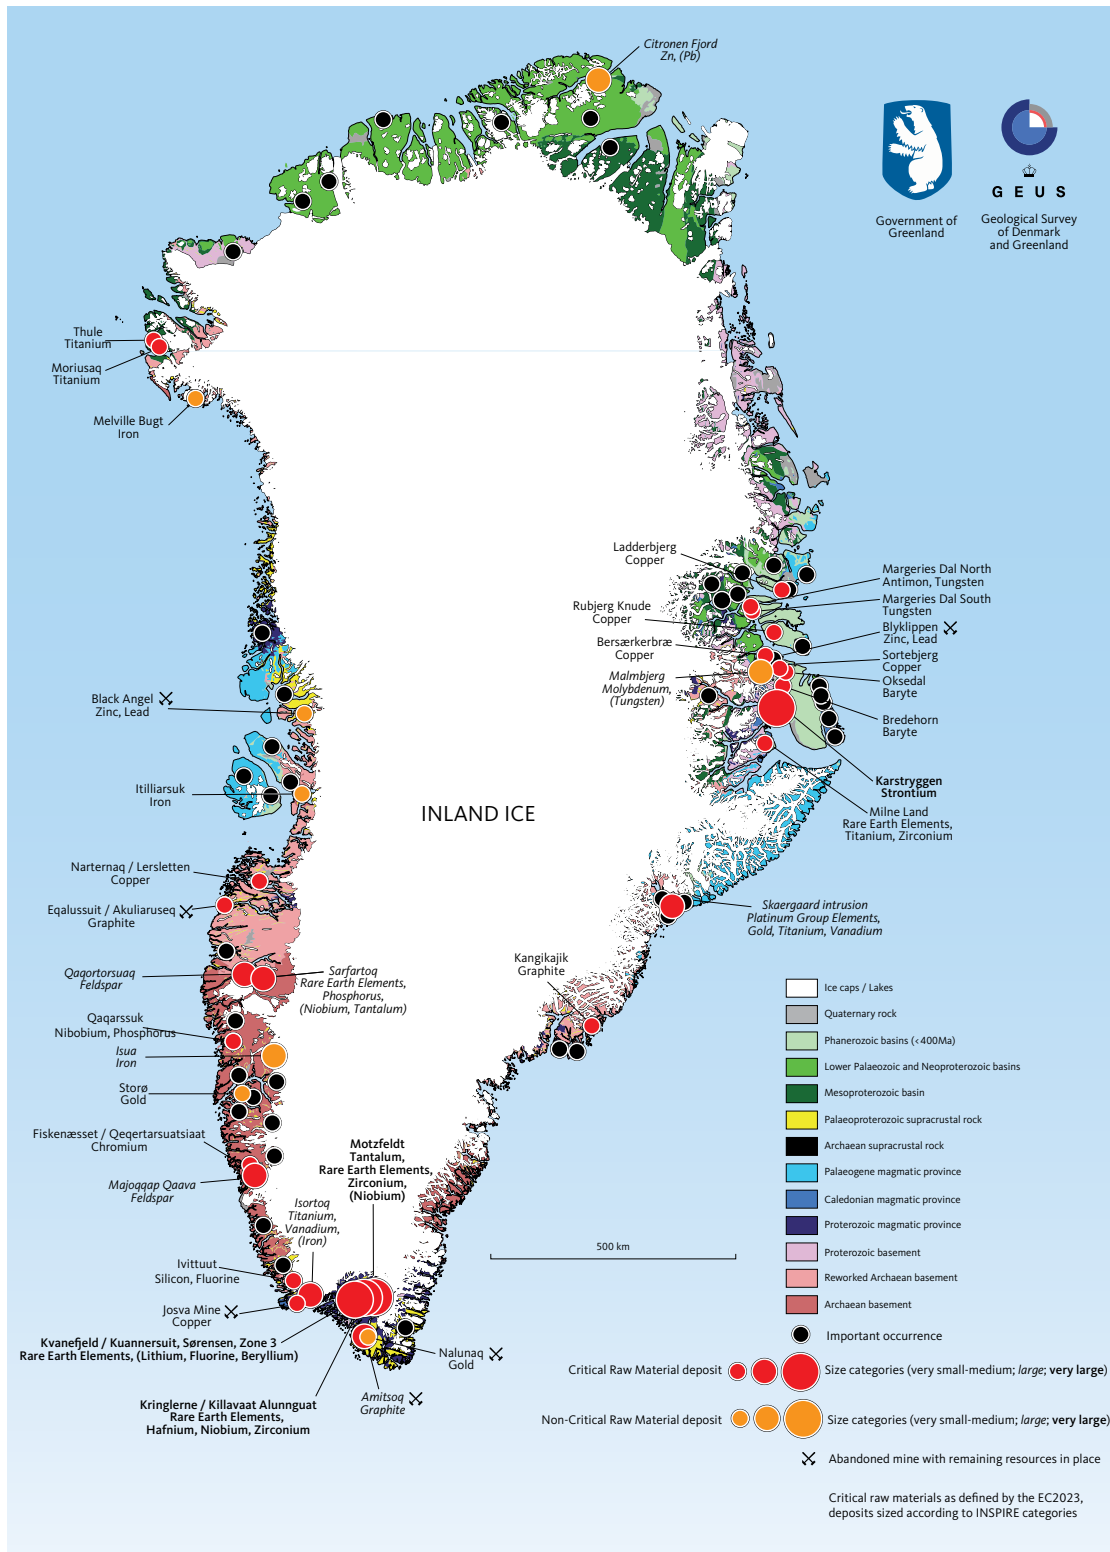 Citronen Fjord
Zn, (Pb)
Government of
Greenland
G E U S
Geological Survey
of Denmark
and Greenland
Thule
Titanium
Moriusaq
Titanium
Melville Bugt
Iron
Ladderbjerg
Copper
Margeries Dal North
Antimon, Tungsten
Margeries Dal South
Tungsten
Rubjerg Knude
Copper
Blyklippen
Zinc, Lead
Bersærkerbræ
Copper
Sortebjerg
Copper
Malmbjerg
Molybdenum,
(Tungsten)
Oksedal
Baryte
Bredehorn
Baryte
Black Angel
Zinc, Lead
Itilliarsuk
Iron
INLAND ICE
Karstryggen
Strontium
Milne Land
Rare Earth Elements,
Titanium, Zirconium
Narternaq / Lersletten
Copper
Eqalussuit / Akuliaruseq
Graphite
Skaergaard intrusion
Platinum Group Elements,
Gold, Titanium, Vanadium
Qaqortorsuaq
Feldspar
Sarfartoq
Rare Earth Elements,
Phosphorus,
(Niobium, Tantalum)
Kangikajik
Graphite
Qaqarssuk
Nibobium, Phosphorus
Isua
Iron
Storø
Gold
Fiskenæsset / Qeqertarsuatsiaat
Chromium
Majoqqap Qaava
Feldspar
Motzfeldt
Tantalum,
Rare Earth Elements,
Zirconium,
(Niobium)
Isortoq
Titanium,
Vanadium,
(Iron)
Ivittuut
Silicon, Fluorine
Josva Mine
Copper
Kvanefjeld / Kuannersuit, Sørensen, Zone 3
Rare Earth Elements, (Lithium, Fluorine, Beryllium)
Nalunaq
Gold
Amitsoq
Graphite
Kringlerne / Killavaat Alunnguat
Rare Earth Elements,
Hafnium, Niobium, Zirconium
500 km
Ice caps / Lakes
Quaternary rock
Phanerozoic basins (<400Ma)
Lower Palaeozoic and Neoproterozoic basins
Mesoproterozoic basin
Palaeoproterozoic supracrustal rock
Archaean supracrustal rock
Palaeogene magmatic province
Caledonian magmatic province
Proterozoic magmatic province
Proterozoic basement
Reworked Archaean basement
Archaean basement
Important occurrence
Critical Raw Material deposit Size categories (very small-medium; large; very large)
Non-Critical Raw Material deposit Size categories (very small-medium; large; very large)
Abandoned mine with remaining resources in place
Critical raw materials as defined by the EC2023,
deposits sized according to INSPIRE categories